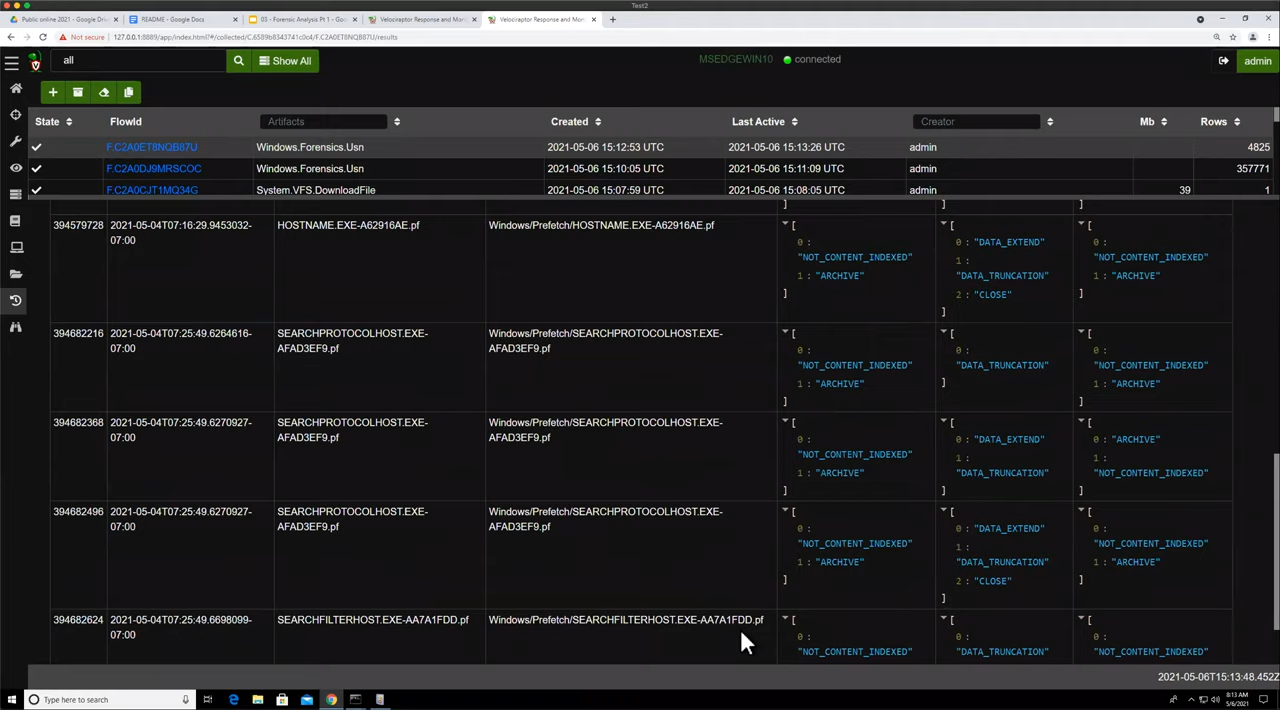 Test2
Public online 2021 - Google Dri
README - Google Docs
03 - Forensic Analysis Pt 1 - Goo
Velociraptor Response and Mon
Velociraptor Response and Mon
Not secure | 127.0.0.1:8889/app/index.html?#/collected/C.6589b8343741c0c4/F.C2A0ET8NQB87U/results
all
Show All
MSEDGEWIN10
connected
admin
State FlowId Artifacts Created Last Active Creator Mb Rows
F.C2A0ET8NQB87U Windows.Forensics.Usn 2021-05-06 15:12:53 UTC 2021-05-06 15:13:26 UTC admin 4825
F.C2A0DJ9MRSCOC Windows.Forensics.Usn 2021-05-06 15:10:05 UTC 2021-05-06 15:11:09 UTC admin 357771
F.C2A0CJT1MQ34G System.VFS.DownloadFile 2021-05-06 15:07:59 UTC 2021-05-06 15:08:05 UTC admin 39 1
] ] ]
394579728 2021-05-04T07:16:29.9453032- HOSTNAME.EXE-A62916AE.pf Windows/Prefetch/HOSTNAME.EXE-A62916AE.pf [ [ [
07:00
0 : 0 : "DATA_EXTEND" 0 :
"NOT_CONTENT_INDEXED" 1 : "NOT_CONTENT_INDEXED"
1 : "ARCHIVE" "DATA_TRUNCATION" 1 : "ARCHIVE"
] 2 : "CLOSE" ]
]
394682216 2021-05-04T07:25:49.6264616- SEARCHPROTOCOLHOST.EXE- Windows/Prefetch/SEARCHPROTOCOLHOST.EXE- [ [ [
07:00 AFAD3EF9.pf AFAD3EF9.pf
0 : 0 : 0 :
"NOT_CONTENT_INDEXED" "DATA_TRUNCATION" "NOT_CONTENT_INDEXED"
1 : "ARCHIVE" ] 1 : "ARCHIVE"
] ]
394682368 2021-05-04T07:25:49.6270927- SEARCHPROTOCOLHOST.EXE- Windows/Prefetch/SEARCHPROTOCOLHOST.EXE- [ [ [
07:00 AFAD3EF9.pf AFAD3EF9.pf
0 : 0 : "DATA_EXTEND" 0 : "ARCHIVE"
"NOT_CONTENT_INDEXED" 1 : 1 :
1 : "ARCHIVE" "DATA_TRUNCATION" "NOT_CONTENT_INDEXED"
] ] ]
394682496 2021-05-04T07:25:49.6270927- SEARCHPROTOCOLHOST.EXE- Windows/Prefetch/SEARCHPROTOCOLHOST.EXE- [ [ [
07:00 AFAD3EF9.pf AFAD3EF9.pf
0 : 0 : "DATA_EXTEND" 0 :
"NOT_CONTENT_INDEXED" 1 : "NOT_CONTENT_INDEXED"
1 : "ARCHIVE" "DATA_TRUNCATION" 1 : "ARCHIVE"
] 2 : "CLOSE" ]
]
394682624 2021-05-04T07:25:49.6698099- SEARCHFILTERHOST.EXE-AA7A1FDD.pf Windows/Prefetch/SEARCHFILTERHOST.EXE-AA7A1FDD.pf [ [ [
07:00
0 : 0 : 0 :
"NOT_CONTENT_INDEXED" "DATA_TRUNCATION" "NOT_CONTENT_INDEXED"
2021-05-06T15:13:48.452Z
Type here to search
8:13 AM
5/6/2021